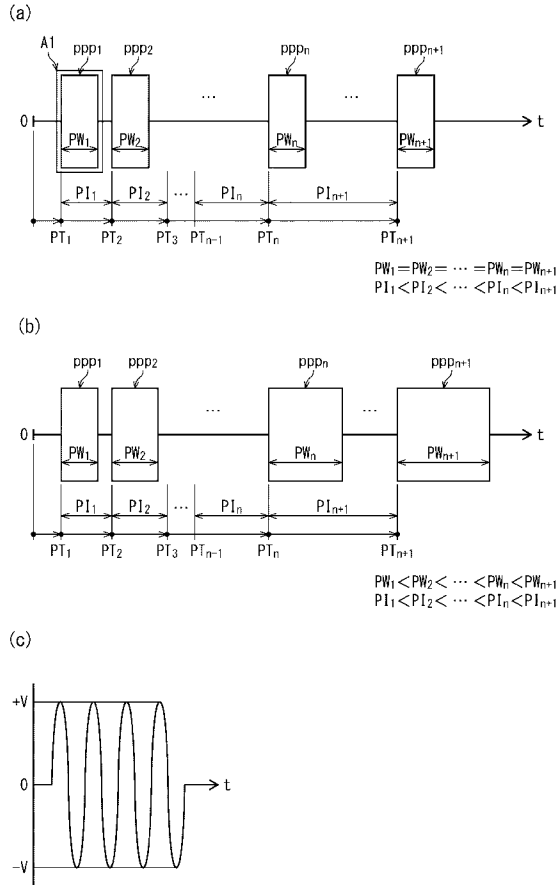 (a)
A1 ppp₁ ppp₂ pppₙ pppₙ₊₁
... ...
0 t
PW₁ PW₂ PWₙ PWₙ₊₁
PI₁ PI₂ ... PIₙ PIₙ₊₁
PT₁ PT₂ PT₃ PTₙ₋₁ PTₙ PTₙ₊₁
PW₁=PW₂= ... =PWₙ=PWₙ₊₁
PI₁<PI₂< ... <PIₙ<PIₙ₊₁
(b)
ppp₁ ppp₂ pppₙ pppₙ₊₁
... ...
0 t
PW₁ PW₂ PWₙ PWₙ₊₁
PI₁ PI₂ ... PIₙ PIₙ₊₁
PT₁ PT₂ PT₃ PTₙ₋₁ PTₙ PTₙ₊₁
PW₁<PW₂< ... <PWₙ<PWₙ₊₁
PI₁<PI₂< ... <PIₙ<PIₙ₊₁
(c)
+V
0 t
-V